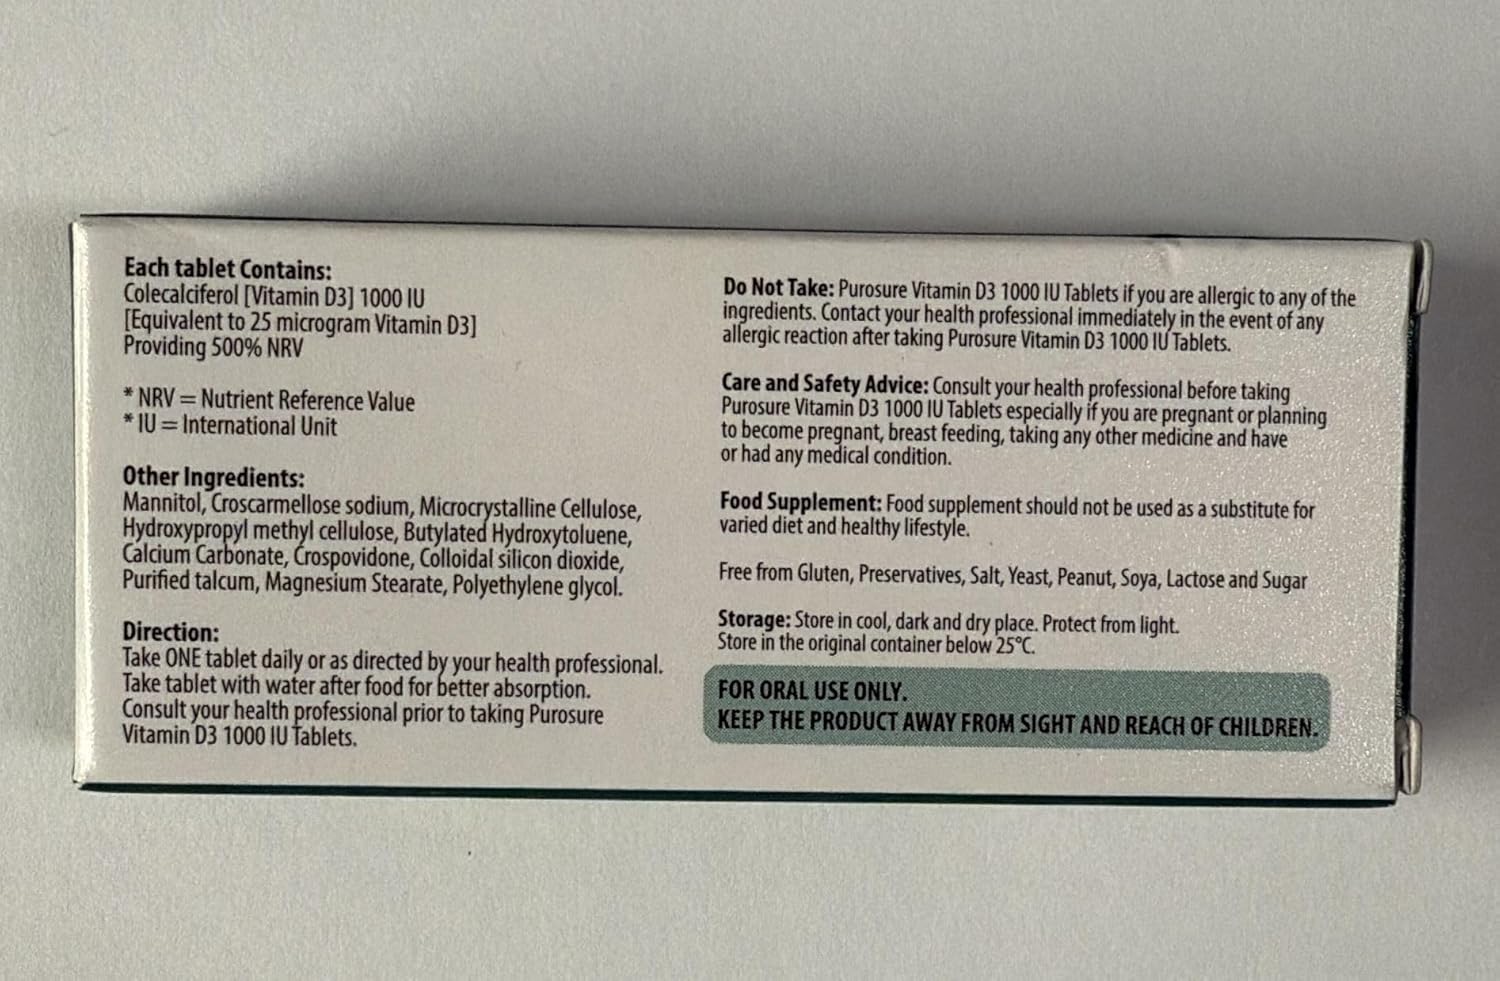 Each tablet Contains:
Colecalciferol [Vitamin D3] 1000 IU
[Equivalent to 25 microgram Vitamin D3]
Providing 500% NRV
* NRV = Nutrient Reference Value
* IU = International Unit
Other Ingredients:
Mannitol, Croscarmellose sodium, Microcrystalline Cellulose,
Hydroxypropyl methyl cellulose, Butylated Hydroxytoluene,
Calcium Carbonate, Crospovidone, Colloidal silicon dioxide,
Purified talcum, Magnesium Stearate, Polyethylene glycol.
Direction:
Take ONE tablet daily or as directed by your health professional.
Take tablet with water after food for better absorption.
Consult your health professional prior to taking Purosure
Vitamin D3 1000 IU Tablets.
Do Not Take: Purosure Vitamin D3 1000 IU Tablets if you are allergic to any of the
ingredients. Contact your health professional immediately in the event of any
allergic reaction after taking Purosure Vitamin D3 1000 IU Tablets.
Care and Safety Advice: Consult your health professional before taking
Purosure Vitamin D3 1000 IU Tablets especially if you are pregnant or planning
to become pregnant, breast feeding, taking any other medicine and have
or had any medical condition.
Food Supplement: Food supplement should not be used as a substitute for
varied diet and healthy lifestyle.
Free from Gluten, Preservatives, Salt, Yeast, Peanut, Soya, Lactose and Sugar
Storage: Store in cool, dark and dry place. Protect from light.
Store in the original container below 25°C.
FOR ORAL USE ONLY.
KEEP THE PRODUCT AWAY FROM SIGHT AND REACH OF CHILDREN.